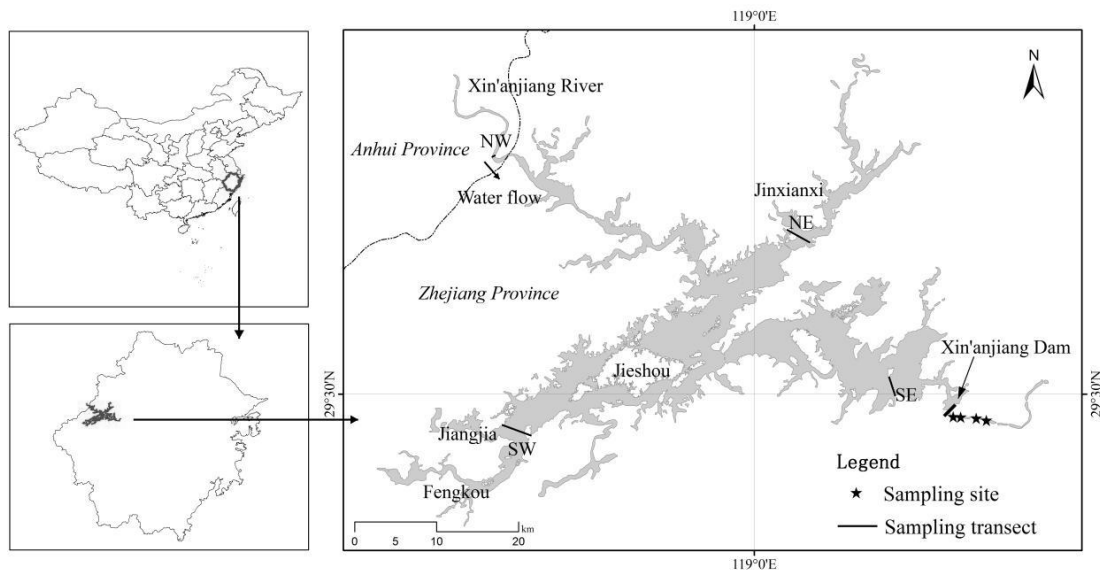 119°0'E
N
Xin'anjiang River
NW
Anhui Province
Water flow
Jinxianxi
NE
Zhejiang Province
Xin'anjiang Dam
Jieshou
29°30'N
29°30'N
SE
Jiangjia
SW
Fengkou
Legend
Sampling site
Sampling transect
km
0 5 10 20
119°0'E